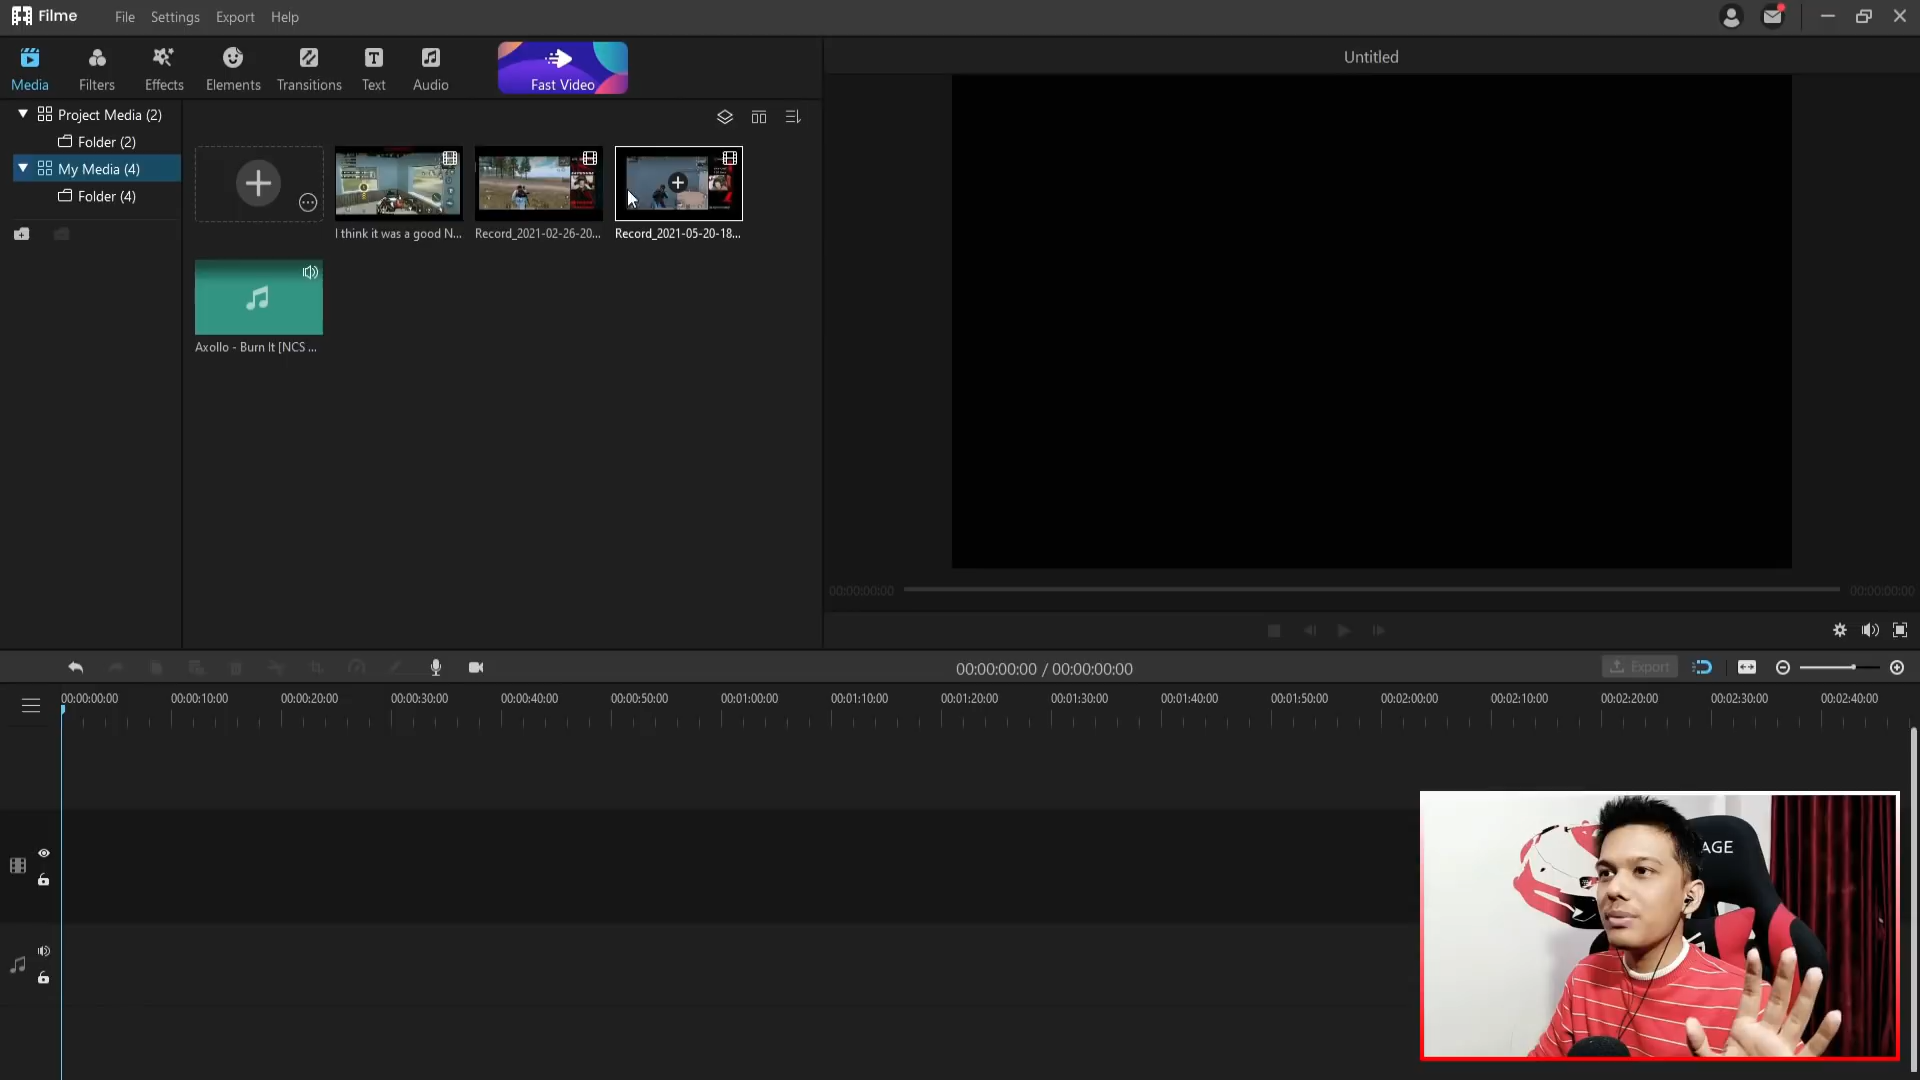 Filme
File Settings Export Help
Untitled
Media Filters Effects Elements Transitions Text Audio Fast Video
Project Media (2)
Folder (2)
My Media (4)
Folder (4)
I think it was a good N... Record_2021-02-26-20... Record_2021-05-20-18...
Axollo - Burn It [NCS ...
00:00:00:00 00:00:00:00
00:00:00:00 / 00:00:00:00 Export
00:00:00:00 00:00:10:00 00:00:20:00 00:00:30:00 00:00:40:00 00:00:50:00 00:01:00:00 00:01:10:00 00:01:20:00 00:01:30:00 00:01:40:00 00:01:50:00 00:02:00:00 00:02:10:00 00:02:20:00 00:02:30:00 00:02:40:00
AGE